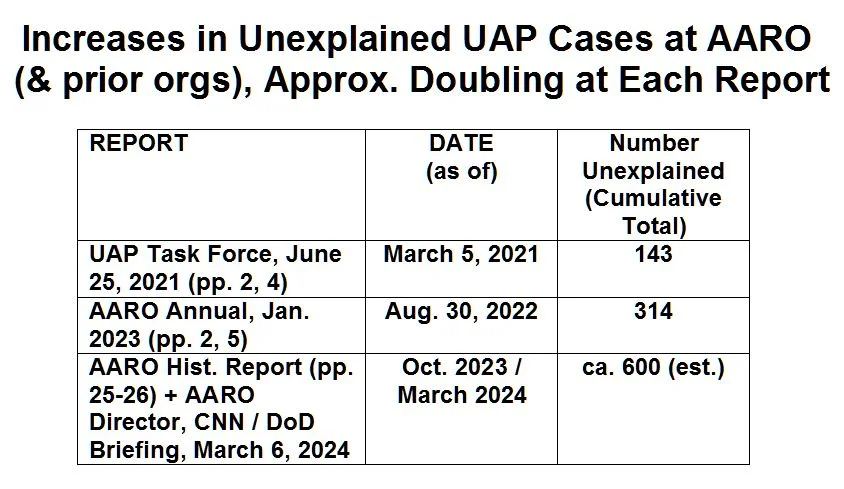 Increases in Unexplained UAP Cases at AARO
(& prior orgs), Approx. Doubling at Each Report
REPORT
DATE
(as of)
Number
Unexplained
(Cumulative
Total)
UAP Task Force, June
25, 2021 (pp. 2, 4)
March 5, 2021
143
AARO Annual, Jan.
2023 (pp. 2, 5)
Aug. 30, 2022
314
AARO Hist. Report (pp.
25-26) + AARO
Director, CNN / DoD
Briefing, March 6, 2024
Oct. 2023 /
March 2024
ca. 600 (est.)